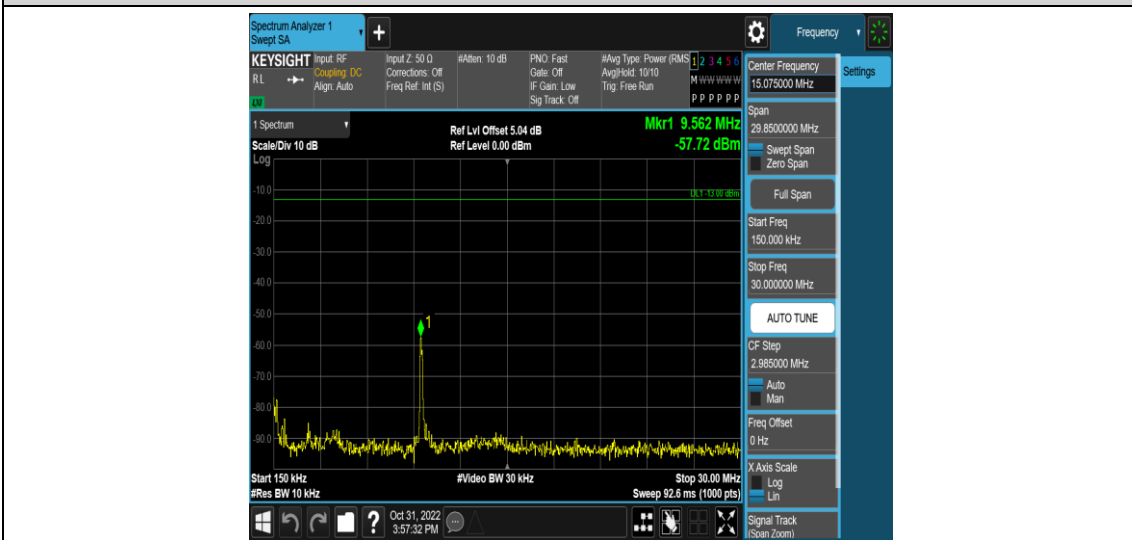 Spectrum Analyzer 1
Swept SA
+
Frequency
KEYSIGHT
Input: RF
Coupling: DC
Align: Auto
RL
LW
Input Z: 50 Ω
Corrections: Off
Freq Ref: Int (S)
#Atten: 10 dB
PNO: Fast
Gate: Off
IF Gain: Low
Sig Track: Off
#Avg Type: Power (RMS
Avg|Hold: 10/10
Trig: Free Run
1 2 3 4 5 6
M W W W W W
P P P P P P
Center Frequency
15.075000 MHz
Settings
Span
29.8500000 MHz
Swept Span
Zero Span
Full Span
Start Freq
150.000 kHz
Stop Freq
30.000000 MHz
AUTO TUNE
CF Step
2.985000 MHz
Auto
Man
Freq Offset
0 Hz
X Axis Scale
Log
Lin
Signal Track
(Span Zoom)
1 Spectrum
Scale/Div 10 dB
Ref Lvl Offset 5.04 dB
Ref Level 0.00 dBm
Mkr1 9.562 MHz
-57.72 dBm
Log
DL1 -13.00 dBm
-10.0
-20.0
-30.0
-40.0
-50.0
1
-60.0
-70.0
-80.0
-90.0
Start 150 kHz
#Video BW 30 kHz
Stop 30.00 MHz
#Res BW 10 kHz
Sweep 92.6 ms (1000 pts)
?
Oct 31, 2022
3:57:32 PM